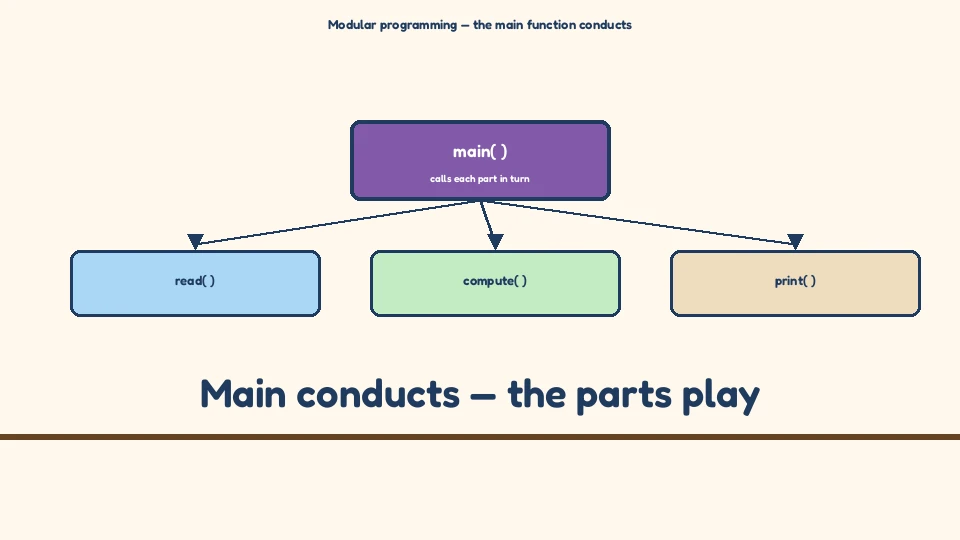 Modular programming — the main function conducts
main( )
calls each part in turn
read( )
compute( )
print( )
Main conducts — the parts play